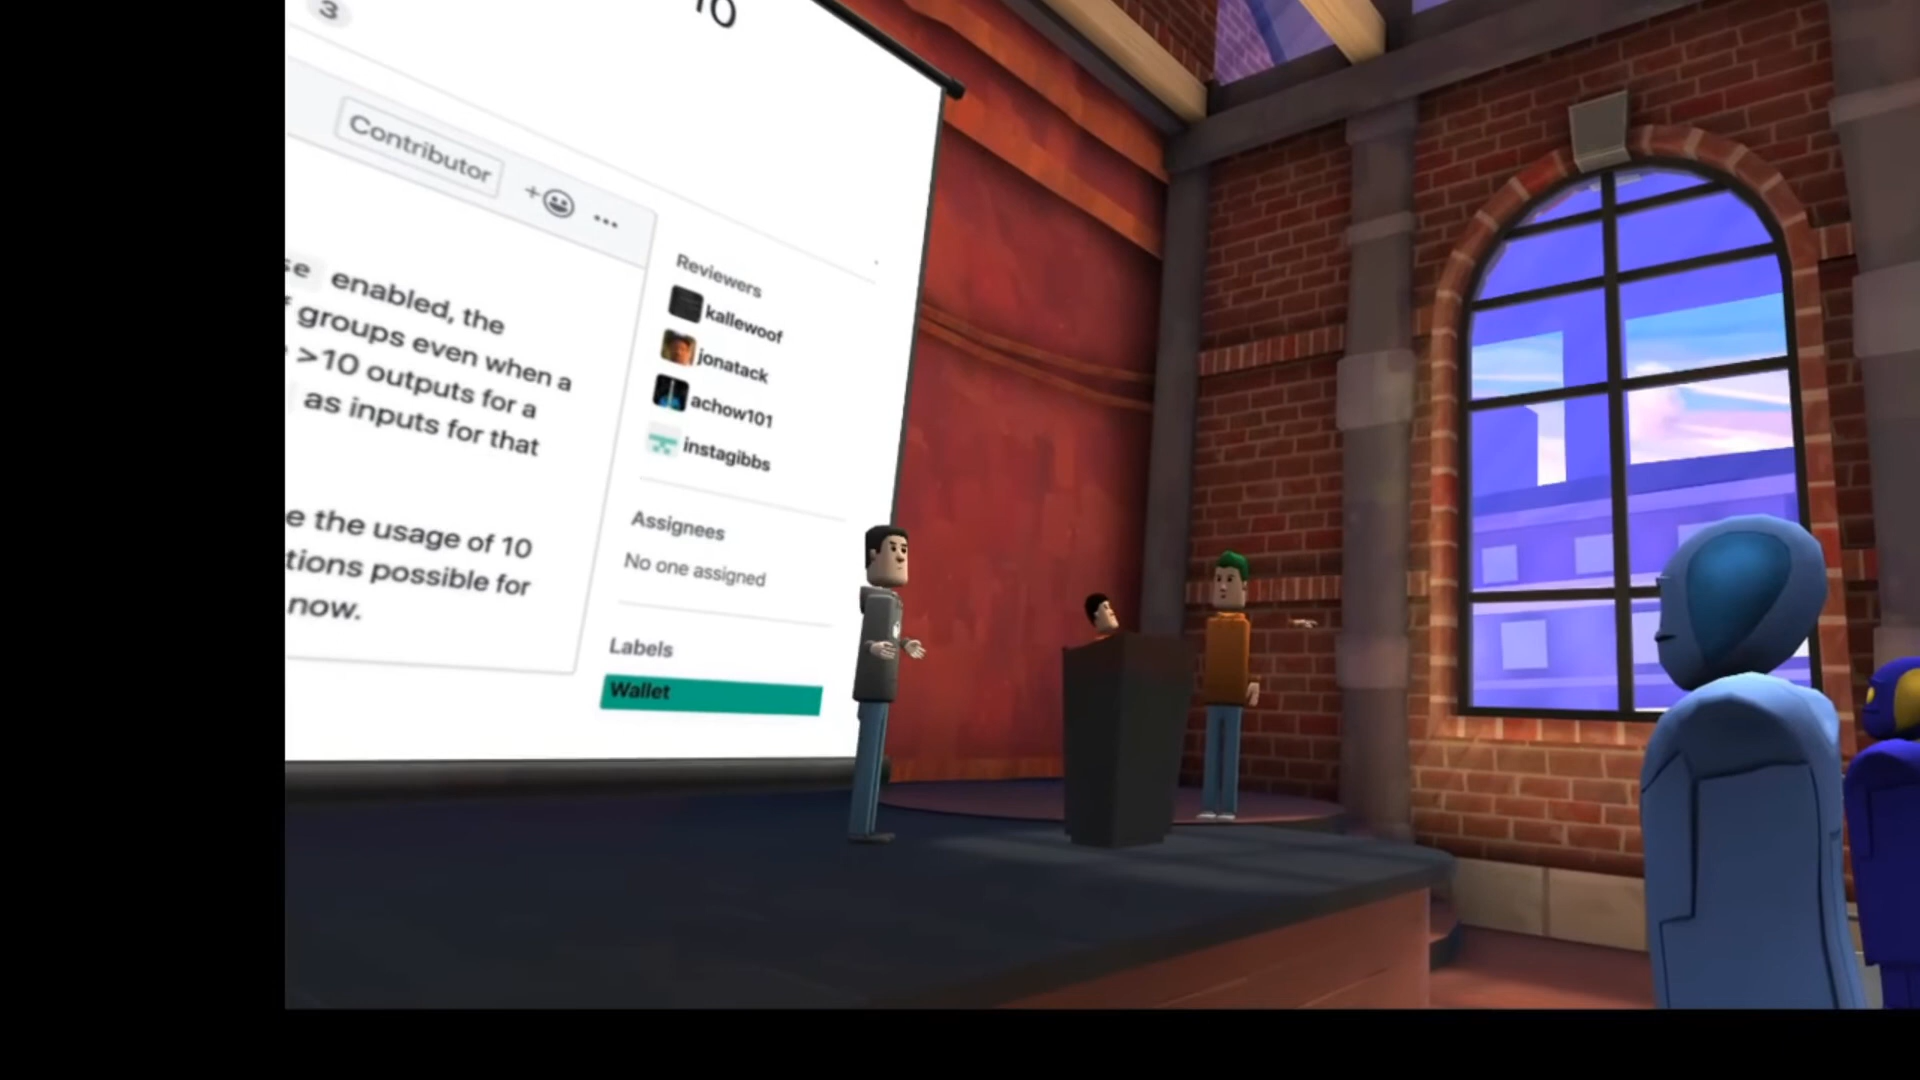 10
3
Contributor
enabled, the
groups even when a
>10 outputs for a
as inputs for that
e the usage of 10
tions possible for
now.
Reviewers
kallewoof
jonatack
achow101
instagibbs
Assignees
No one assigned
Labels
Wallet